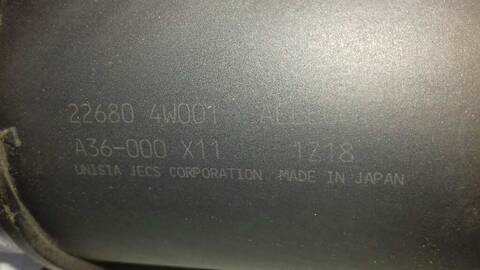 22680 4W001
A36-000 X11 1218
UNISIA JECS CORPORATION MADE IN JAPAN